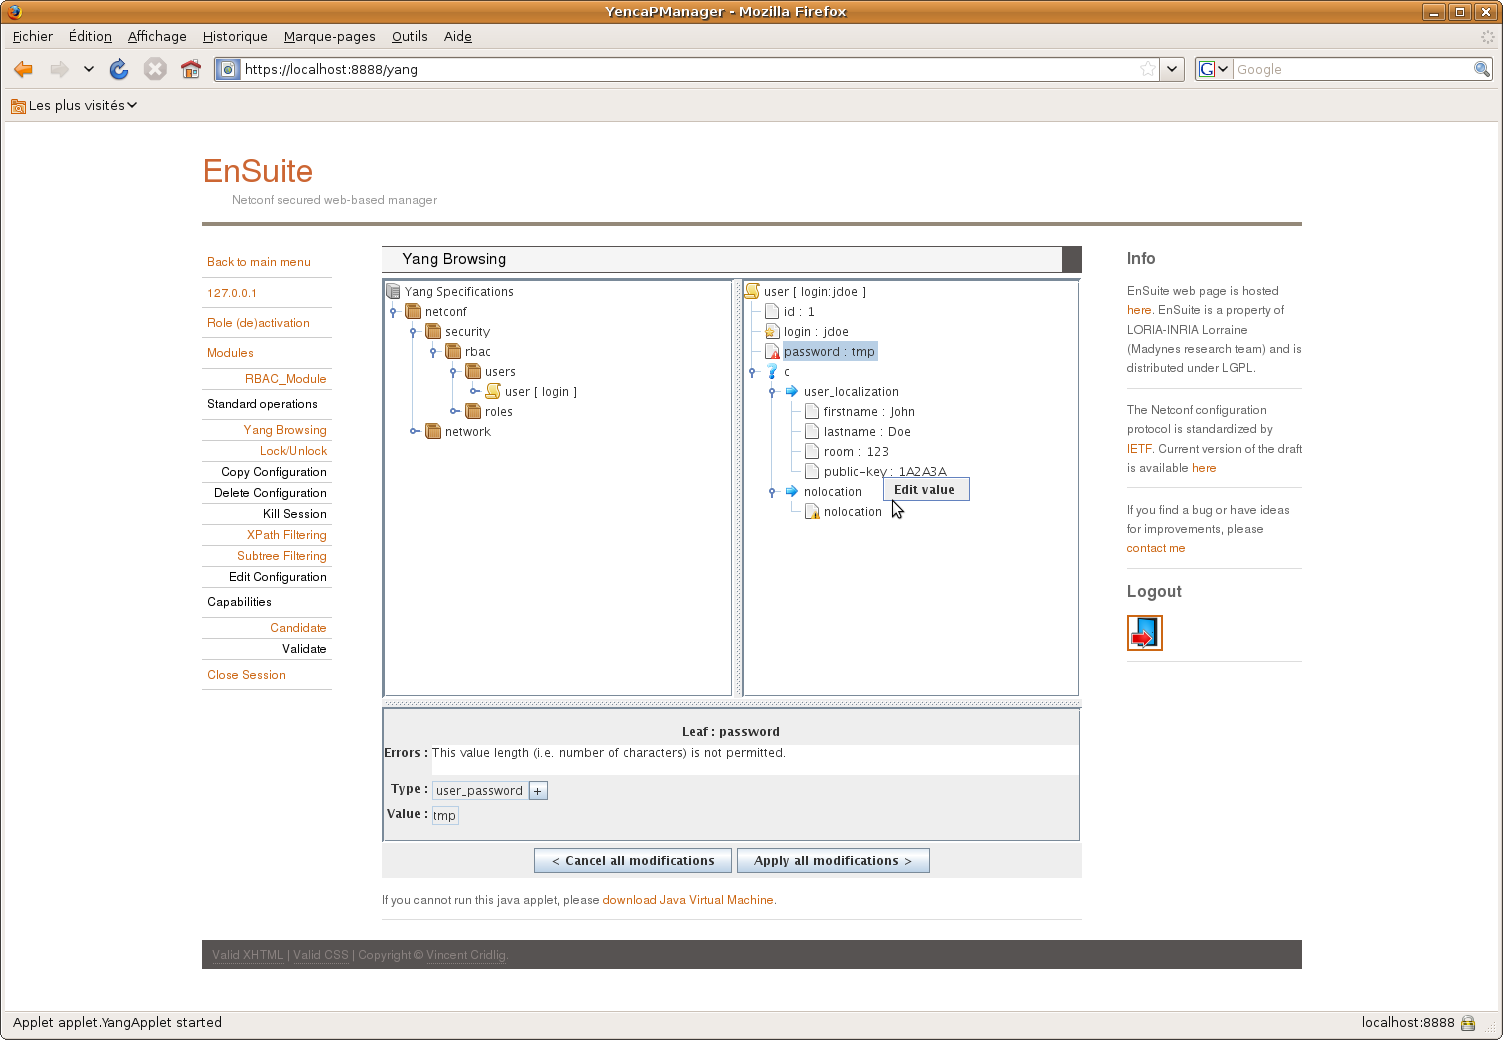 YencaPManager - Mozilla Firefox
Fichier Édition Affichage Historique Marque-pages Outils Aide
https://localhost:8888/yang
Google
Les plus visités
EnSuite
Netconf secured web-based manager
Back to main menu
127.0.0.1
Role (de)activation
Modules
RBAC_Module
Standard operations
Yang Browsing
Lock/Unlock
Copy Configuration
Delete Configuration
Kill Session
XPath Filtering
Subtree Filtering
Edit Configuration
Capabilities
Candidate
Validate
Close Session
Yang Browsing
Yang Specifications
netconf
security
rbac
users
user [ login ]
roles
network
user [ login:jdoe ]
id : 1
login : jdoe
password : tmp
c
user_localization
firstname : John
lastname : Doe
room : 123
public-key : 1A2A3A
nolocation
Edit value
nolocation
Leaf : password
Errors : This value length (i.e. number of characters) is not permitted.
Type : user_password +
Value : tmp
< Cancel all modifications Apply all modifications >
If you cannot run this java applet, please download Java Virtual Machine.
Info
EnSuite web page is hosted
here. EnSuite is a property of
LORIA-INRIA Lorraine
(Madynes research team) and is
distributed under LGPL.
The Netconf configuration
protocol is standardized by
IETF. Current version of the draft
is available here
If you find a bug or have ideas
for improvements, please
contact me
Logout
Valid XHTML | Valid CSS | Copyright © Vincent Cridlig.
Applet applet.YangApplet started
localhost:8888